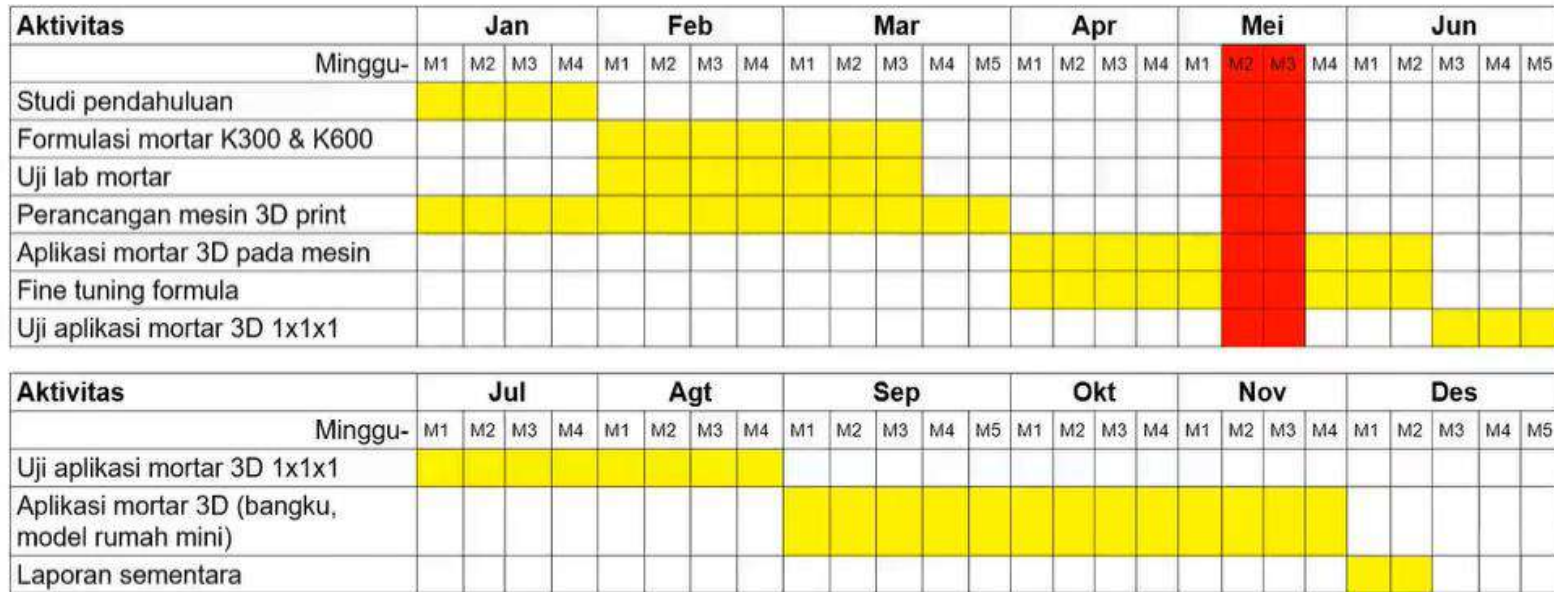 Aktivitas Jan Feb Mar Apr Mei Jun
Minggu- M1 M2 M3 M4 M1 M2 M3 M4 M1 M2 M3 M4 M5 M1 M2 M3 M4 M1 M2 M3 M4 M1 M2 M3 M4 M5
Studi pendahuluan
Formulasi mortar K300 & K600
Uji lab mortar
Perancangan mesin 3D print
Aplikasi mortar 3D pada mesin
Fine tuning formula
Uji aplikasi mortar 3D 1x1x1
Aktivitas Jul Agt Sep Okt Nov Des
Minggu- M1 M2 M3 M4 M1 M2 M3 M4 M1 M2 M3 M4 M5 M1 M2 M3 M4 M1 M2 M3 M4 M1 M2 M3 M4 M5
Uji aplikasi mortar 3D 1x1x1
Aplikasi mortar 3D (bangku,
model rumah mini)
Laporan sementara